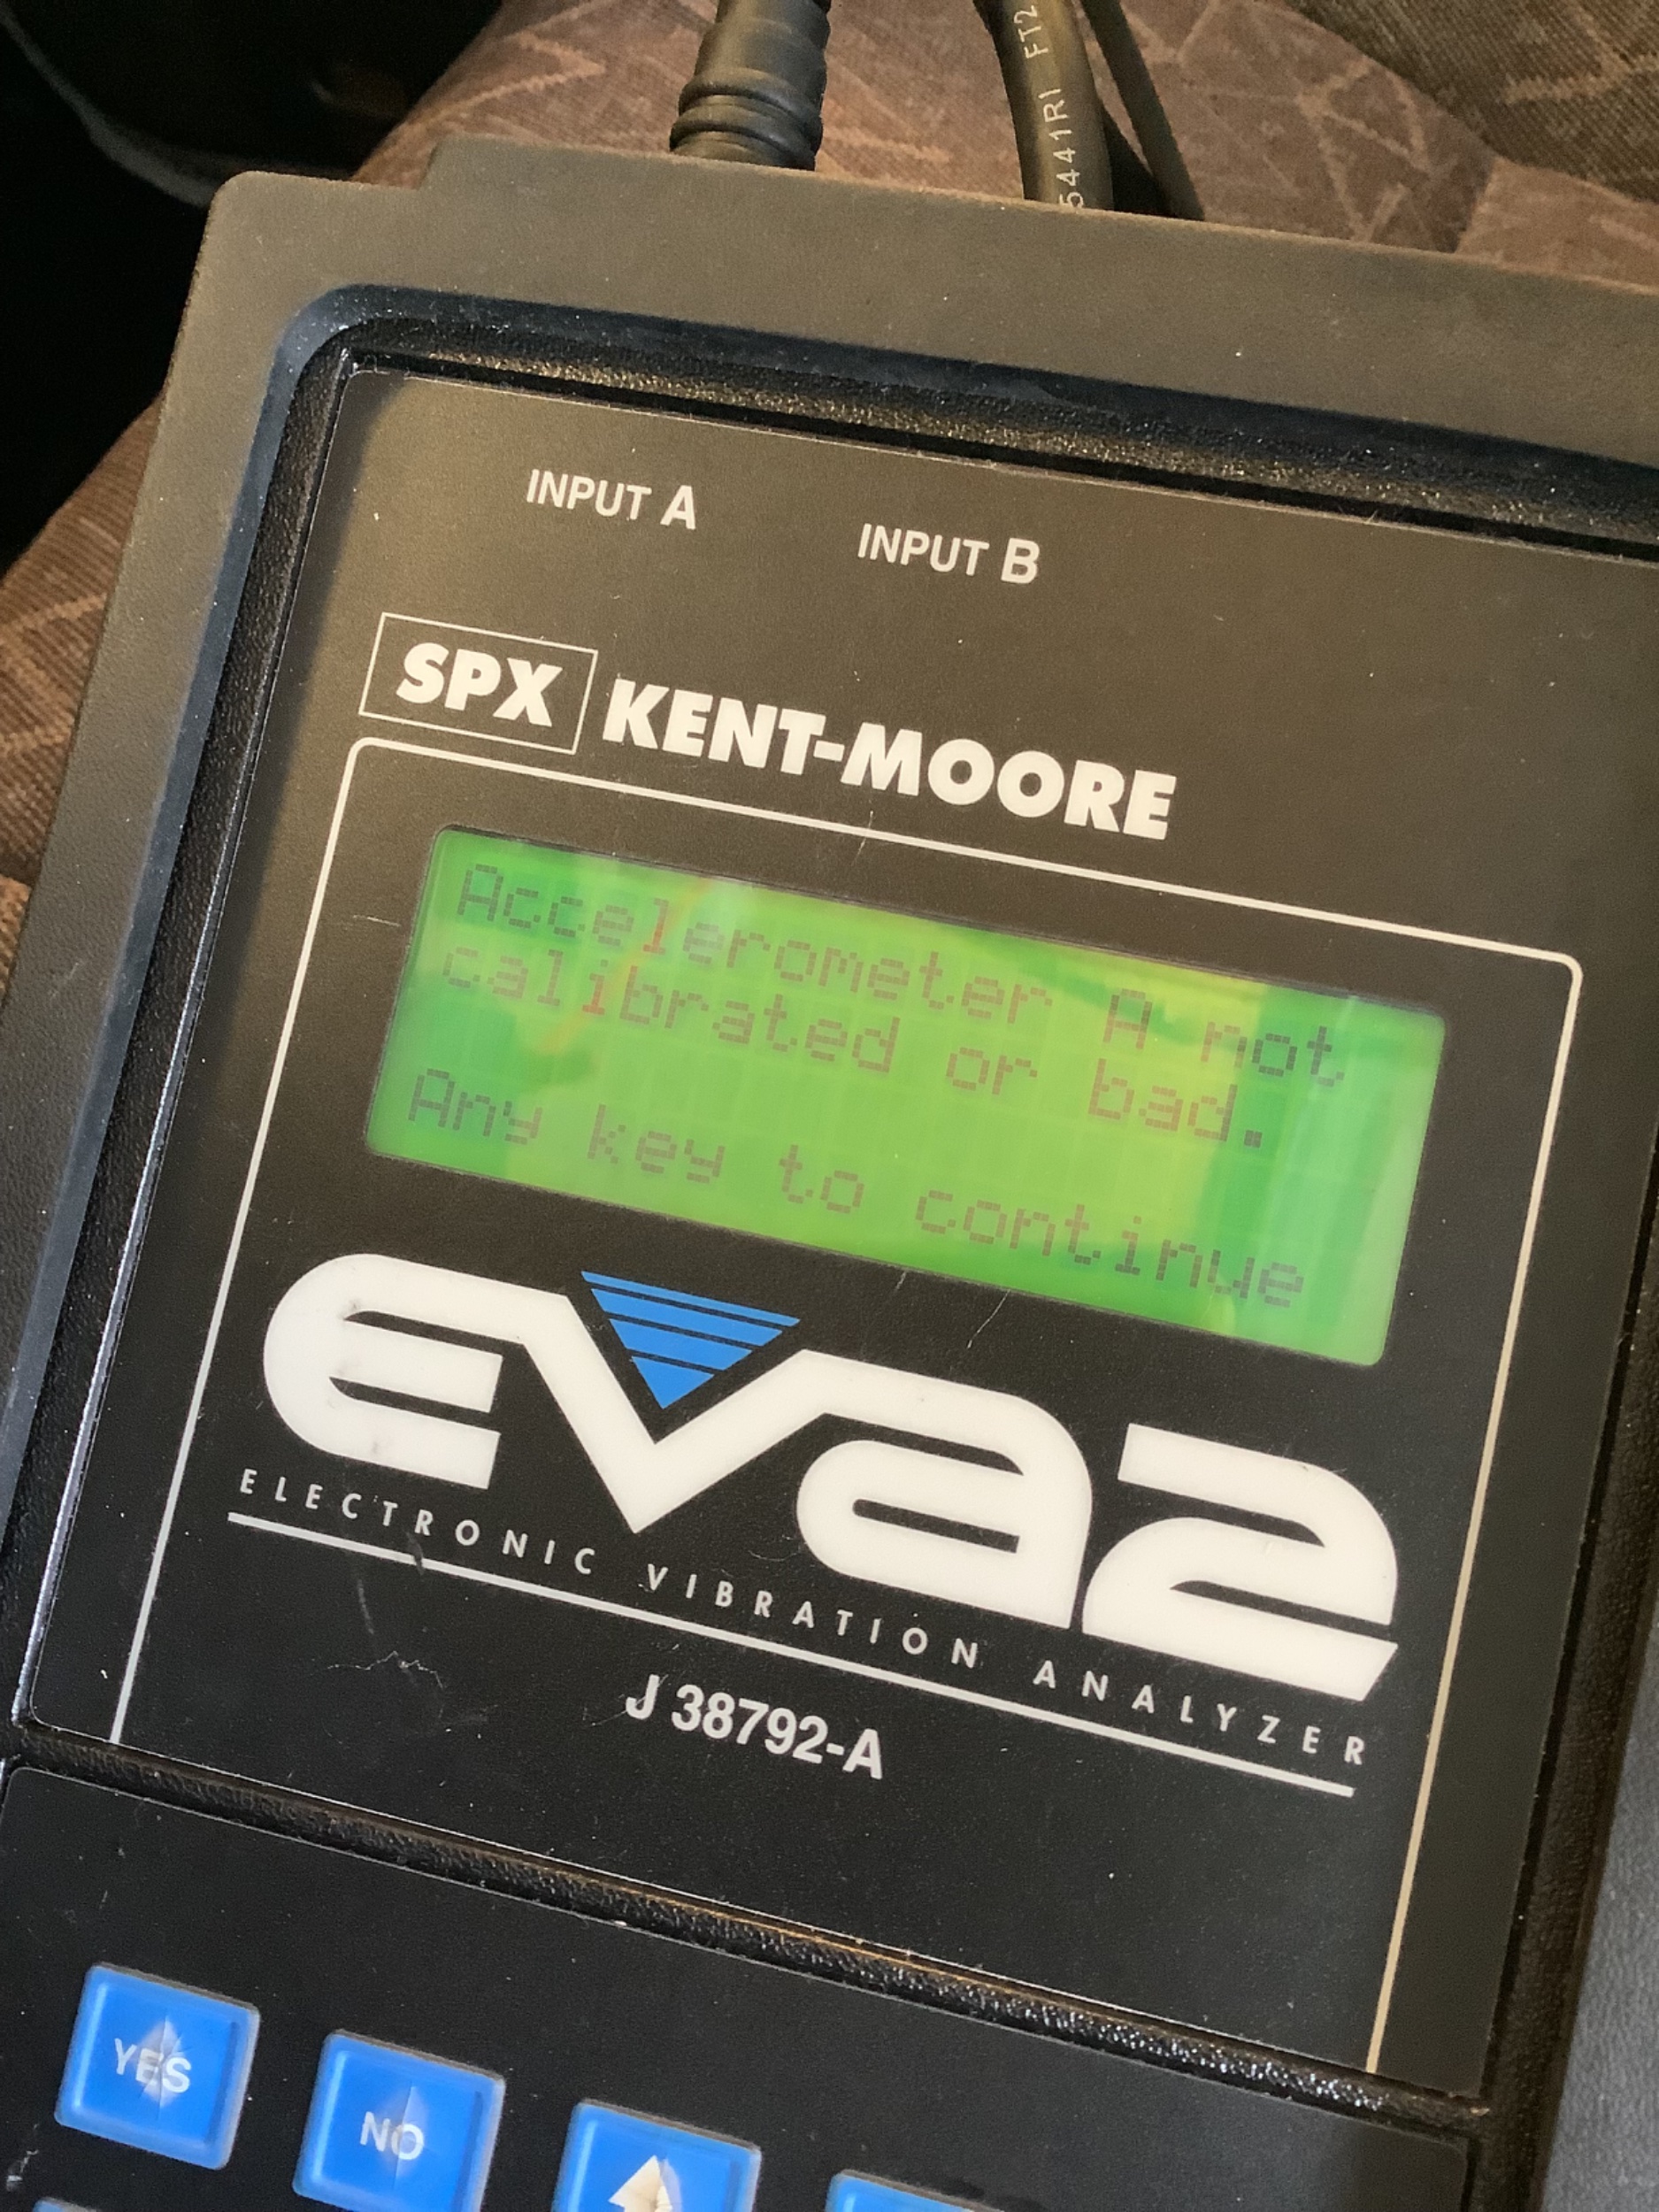 5441RI FT2
INPUT A
INPUT B
SPX KENT-MOORE
Accelerometer A not
calibrated or bad.
Any key to continue
eva2
ELECTRONIC VIBRATION ANALYZER
J 38792-A
YES
NO